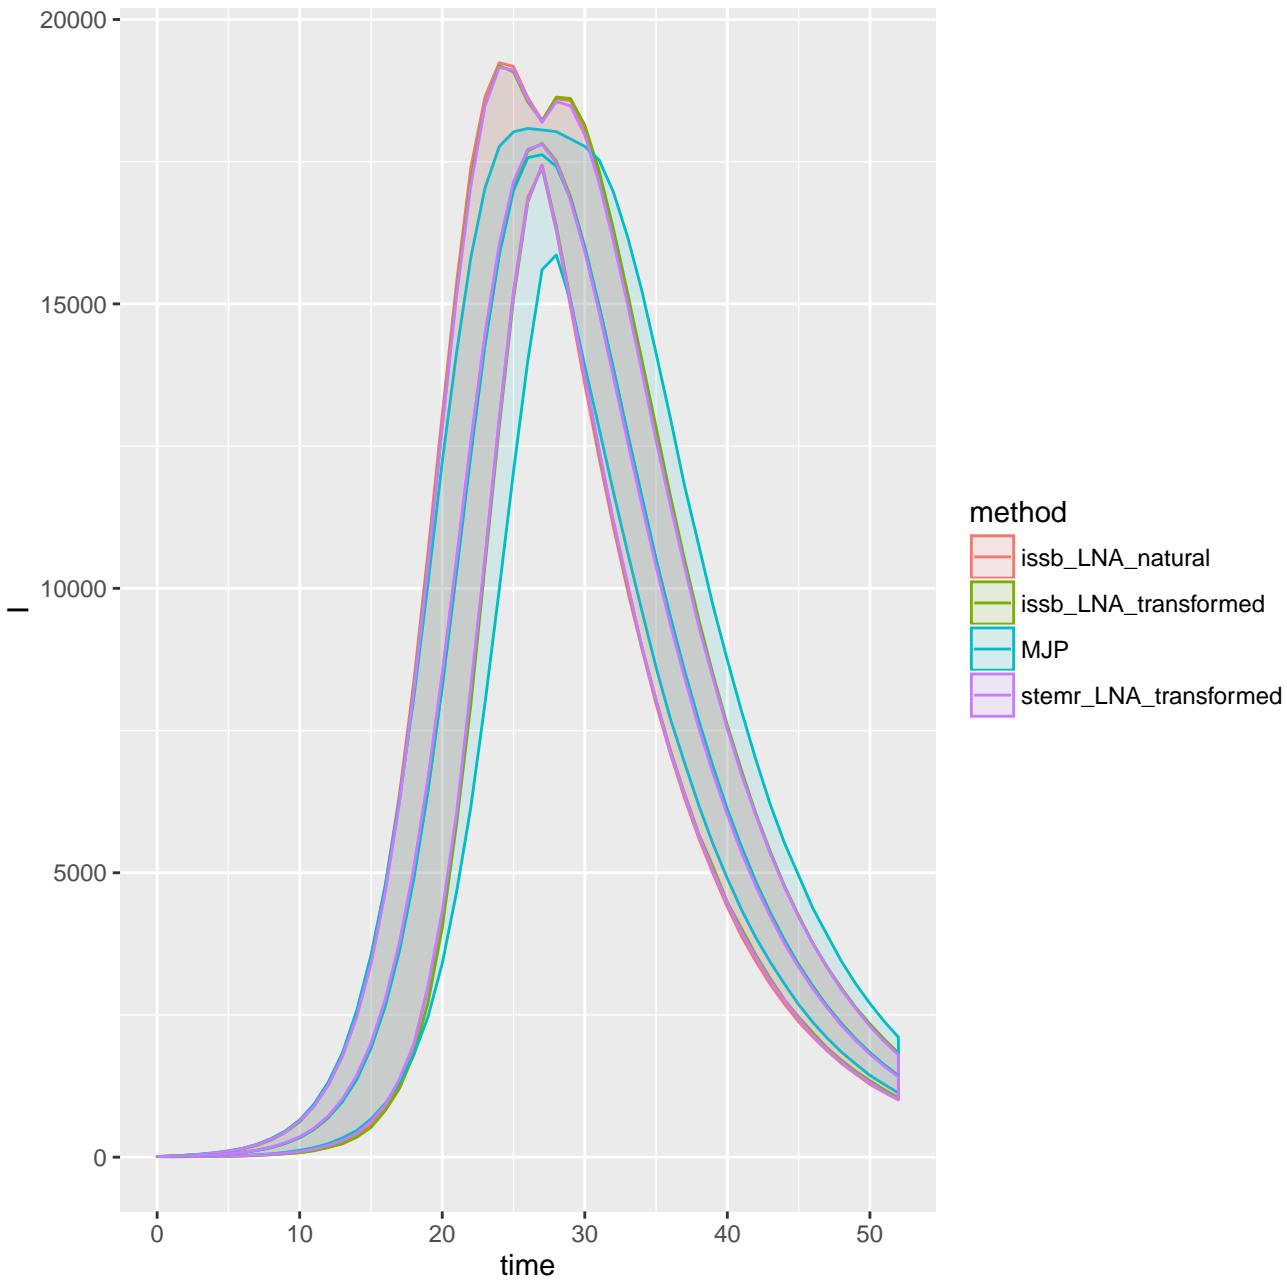 20000
15000
10000
5000
0
I
0 10 20 30 40 50
time
method
issb_LNA_natural
issb_LNA_transformed
MJP
stemr_LNA_transformed